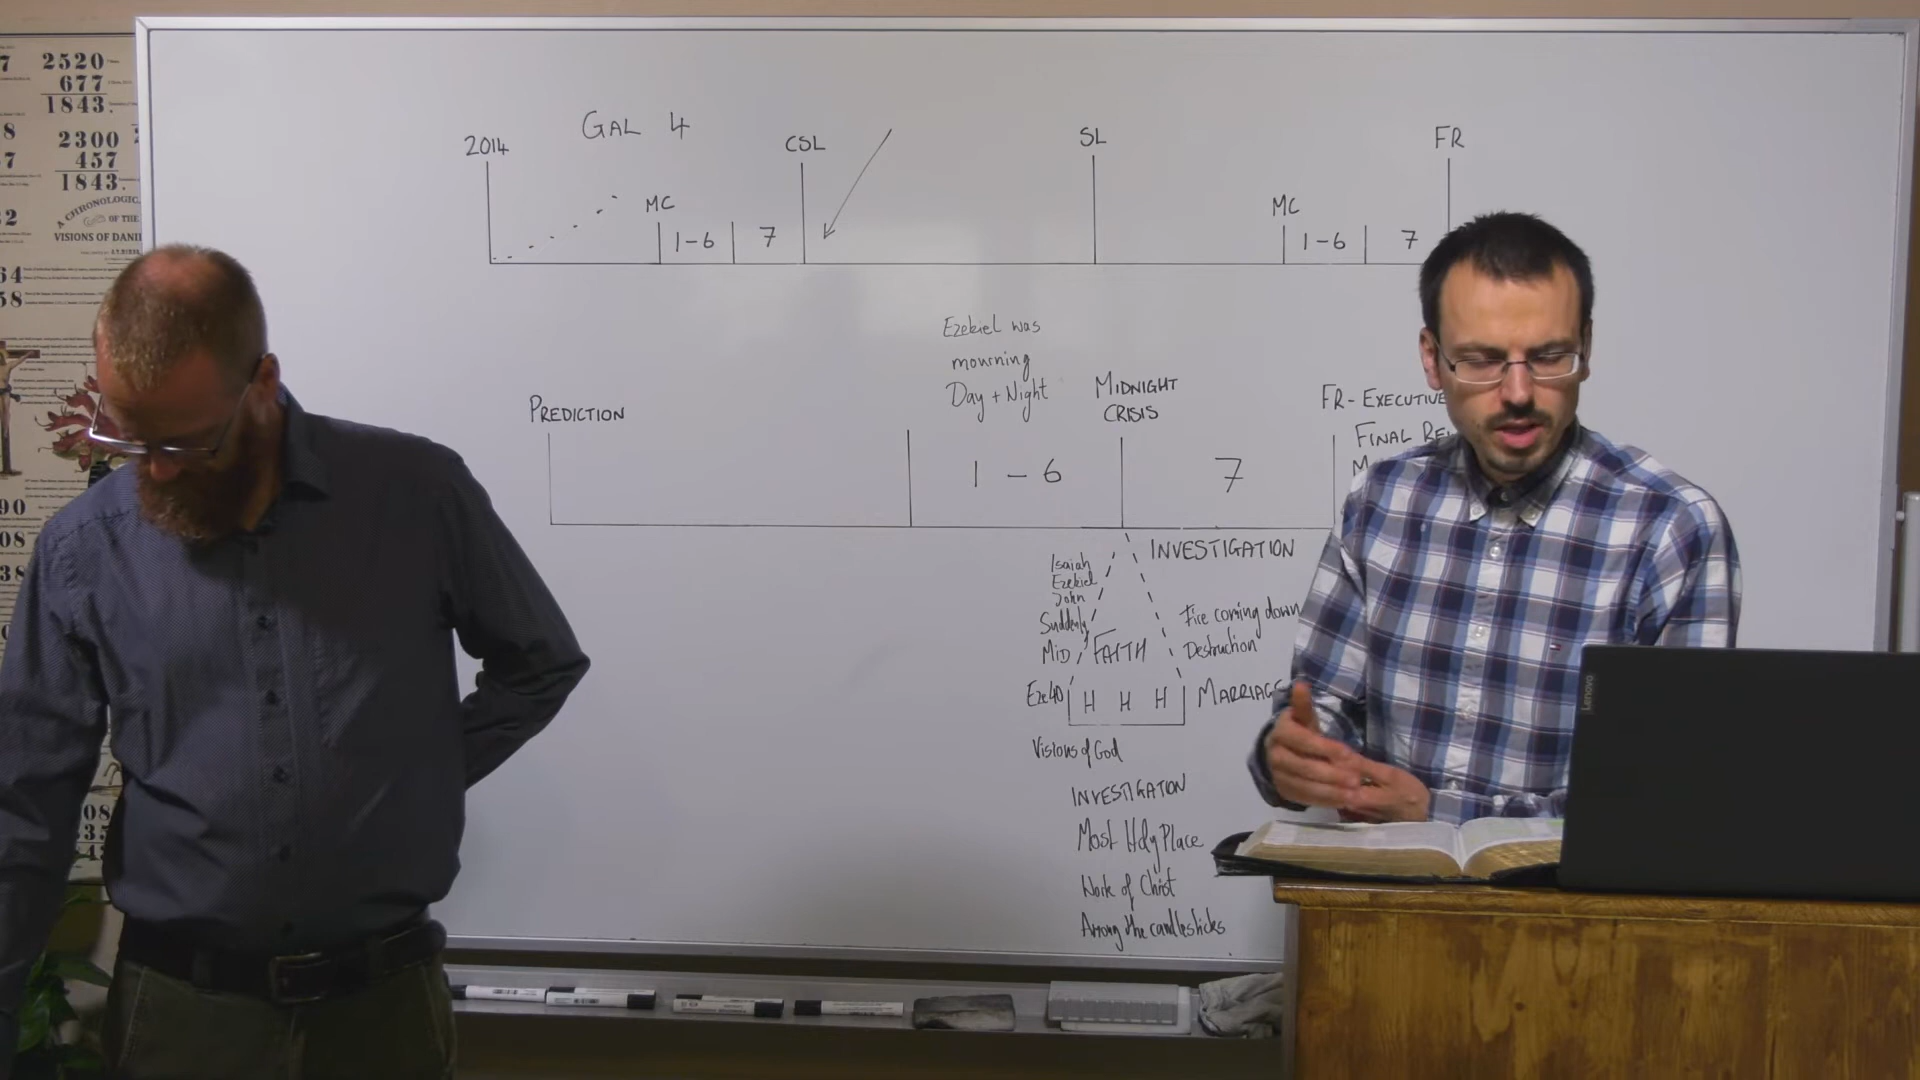 2520
677
1843.
2300
457
1843.
A CHRONOLOGICAL
OF THE
VISIONS OF DANI
GAL 4
2014
CSL
SL
FR
MC
1-6
7
MC
1-6
7
Ezekiel was
mourning
Day + Night
PREDICTION
MIDNIGHT
CRISIS
FR - EXECUTIVE
FINAL
1 - 6
7
INVESTIGATION
Isaiah
Ezekiel
John
Suddenly
MID
FAITH
Fire coming down
Destruction
Eze 40
H H H
MARRIAGE
Visions of God
INVESTIGATION
Most Holy Place
Work of Christ
Among the candlesticks
Lenovo